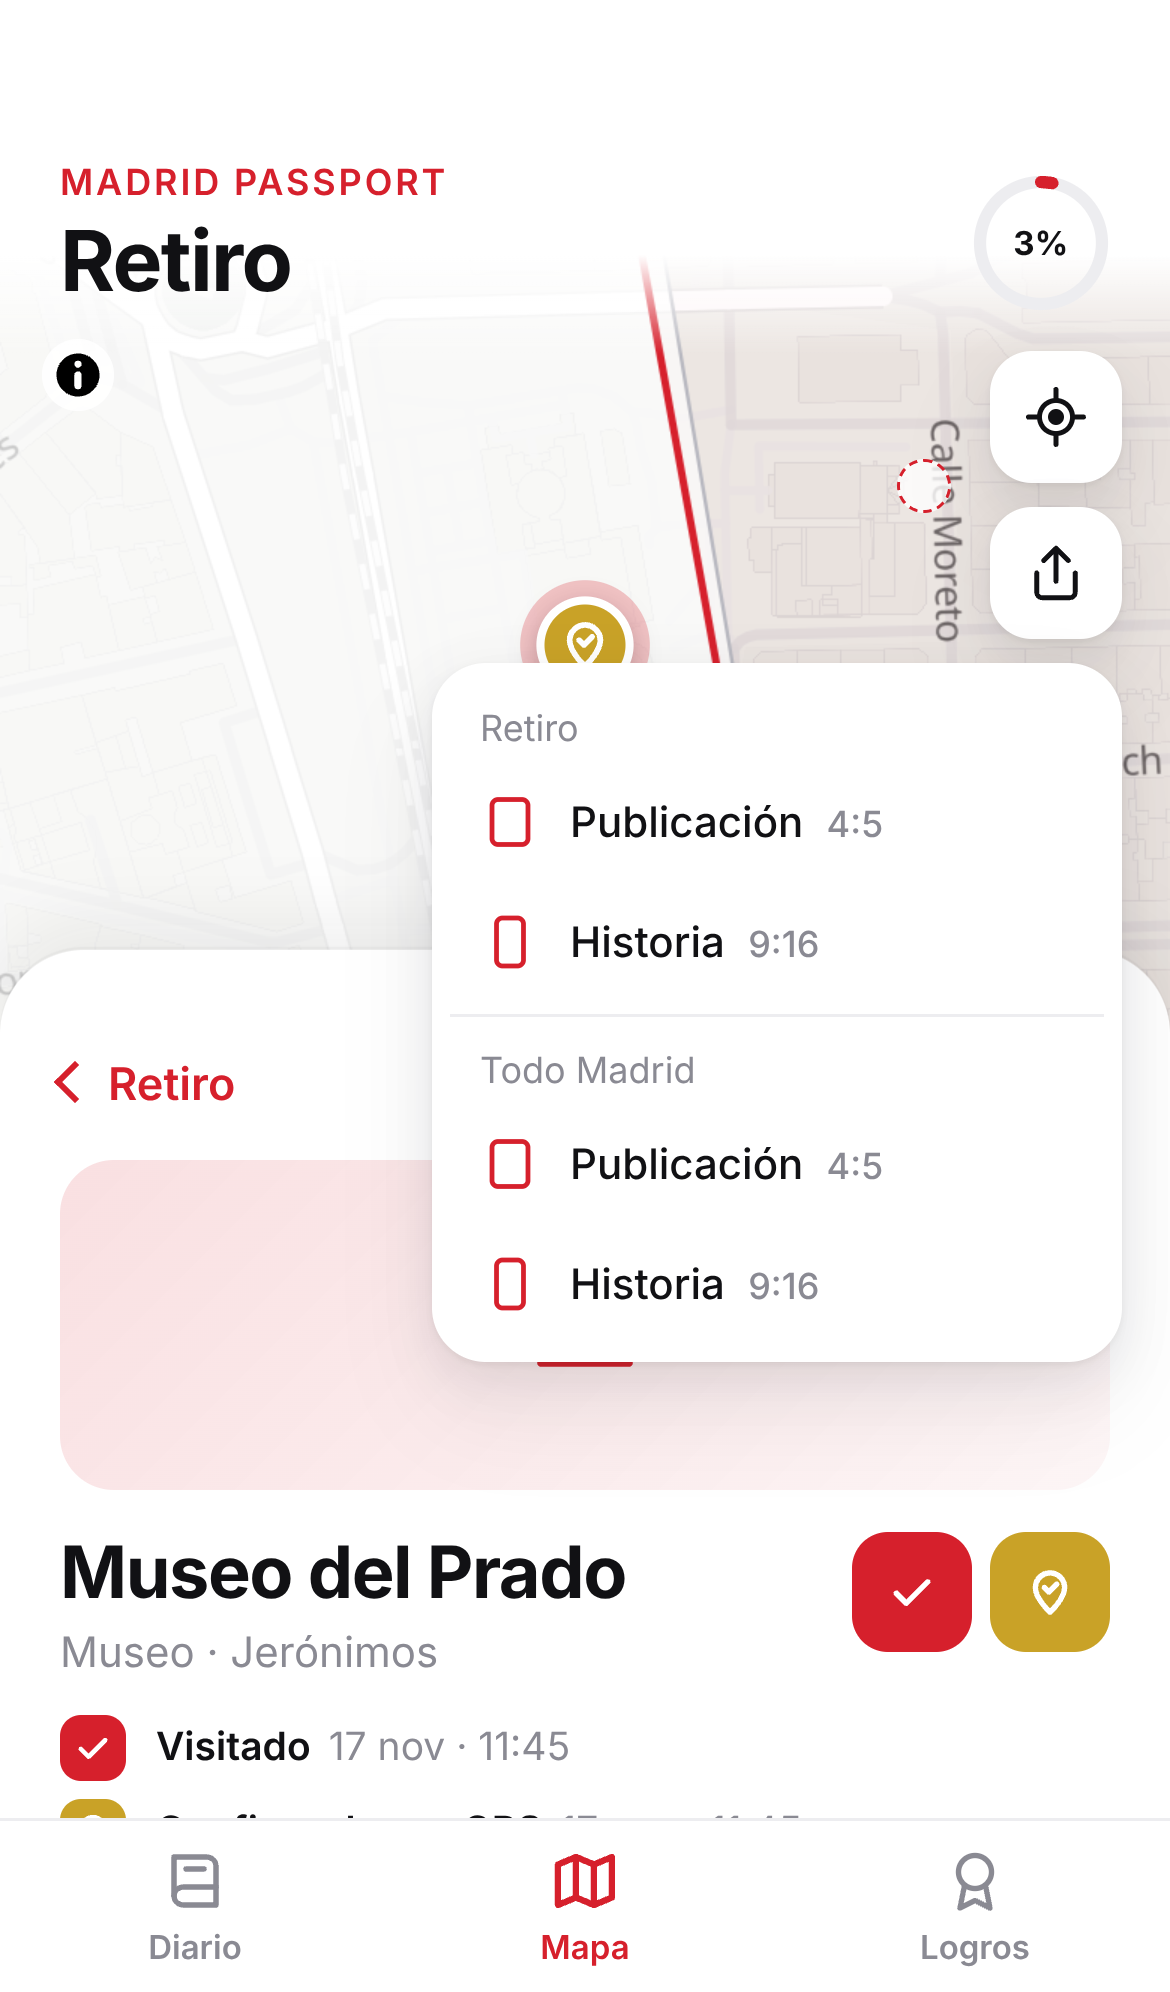 MADRID PASSPORT
Retiro
3%
Calle Moreto
Retiro
Publicación 4:5
Historia 9:16
Todo Madrid
Publicación 4:5
Historia 9:16
Retiro
Museo del Prado
Museo · Jerónimos
Visitado 17 nov · 11:45
Diario
Mapa
Logros